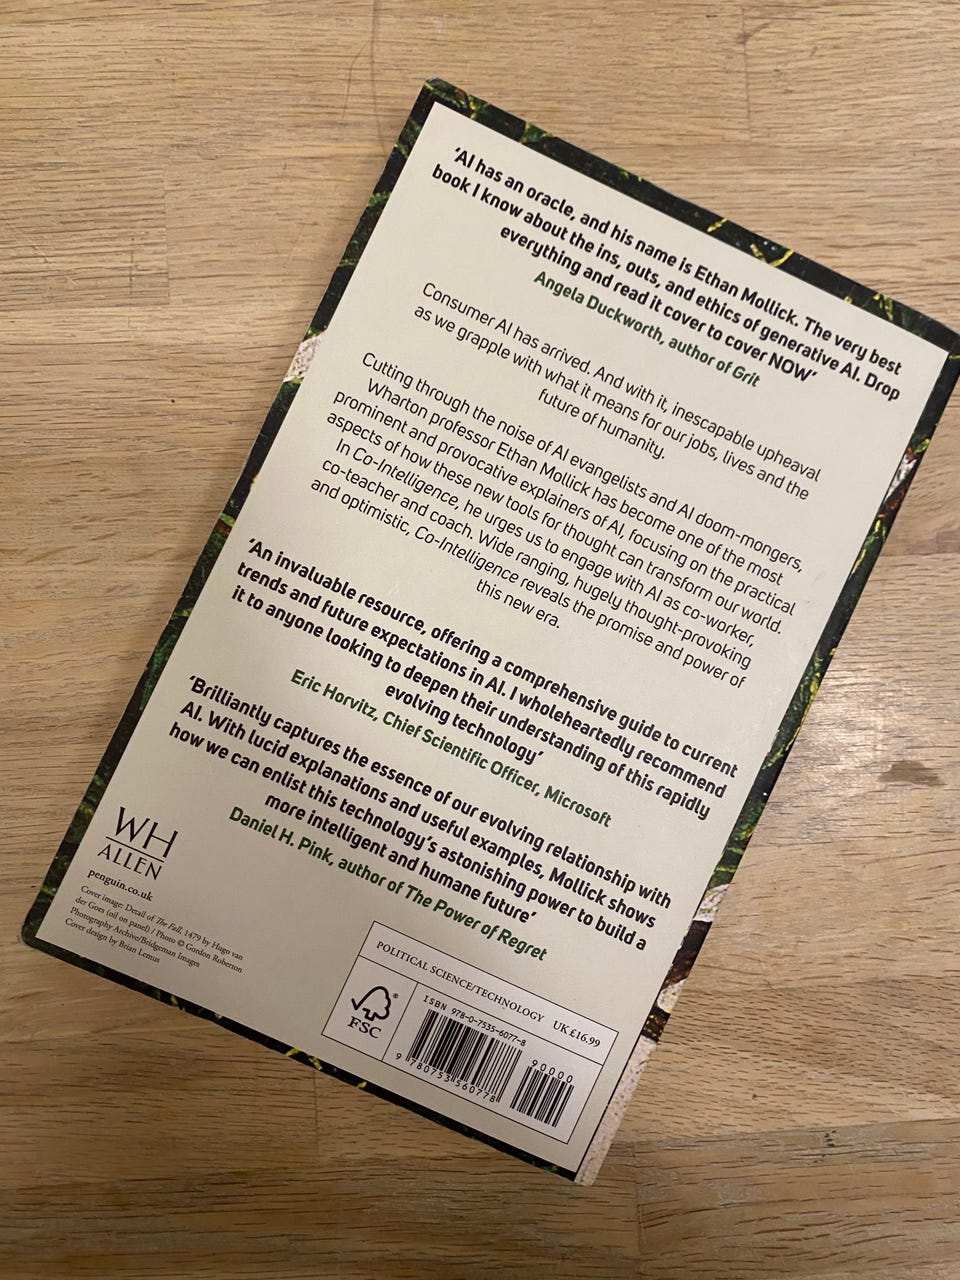 ‘AI has an oracle, and his name is Ethan Mollick. The very best
book I know about the ins, outs, and ethics of generative AI. Drop
everything and read it cover to cover NOW’
Angela Duckworth, author of Grit
Consumer AI has arrived. And with it, inescapable upheaval
as we grapple with what it means for our jobs, lives and the
future of humanity.
Cutting through the noise of AI evangelists and AI doom-mongers,
Wharton professor Ethan Mollick has become one of the most
prominent and provocative explainers of AI, focusing on the practical
aspects of how these new tools for thought can transform our world.
In Co-Intelligence, he urges us to engage with AI as co-worker,
co-teacher and coach. Wide ranging, hugely thought-provoking
and optimistic, Co-Intelligence reveals the promise and power of
this new era.
‘An invaluable resource, offering a comprehensive guide to current
trends and future expectations in AI. I wholeheartedly recommend
it to anyone looking to deepen their understanding of this rapidly
evolving technology’
Eric Horvitz, Chief Scientific Officer, Microsoft
‘Brilliantly captures the essence of our evolving relationship with
AI. With lucid explanations and useful examples, Mollick shows
how we can enlist this technology’s astonishing power to build a
more intelligent and humane future’
Daniel H. Pink, author of The Power of Regret
WH
ALLEN
penguin.co.uk
Cover image: Detail of The Fall, 1479 by Hugo van
der Goes (oil on panel) / Photo © Gordon Roberton
Photography Archive/Bridgeman Images
Cover design by Brian Lemus
POLITICAL SCIENCE/TECHNOLOGY UK £16.99
®
FSC
ISBN 978-0-7535-6077-8
90000
9 780753 560778